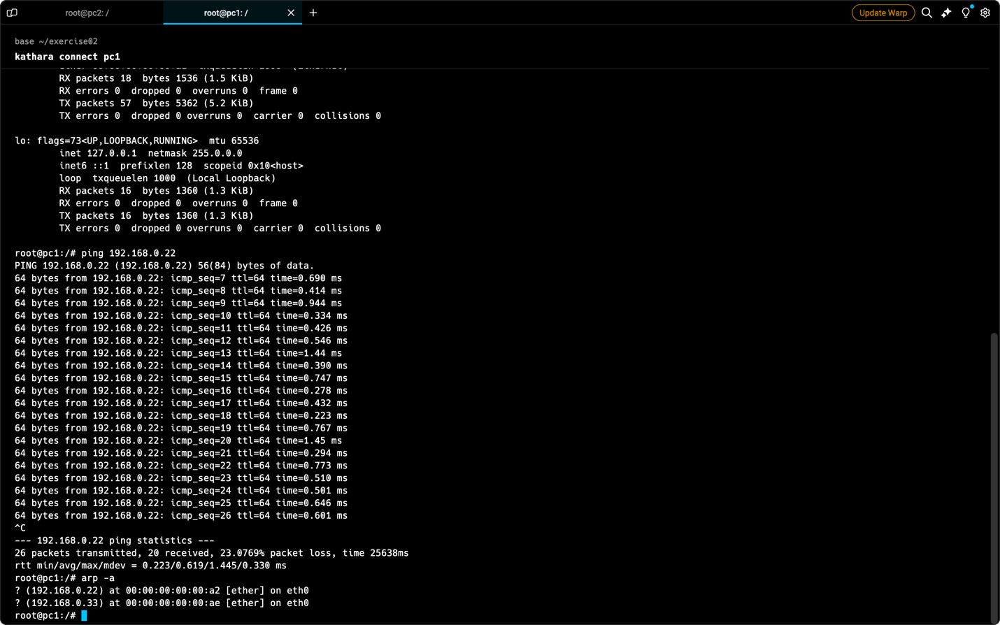 root@pc2: /
root@pc1: /
Update Warp
base ~/exercise02
kathara connect pc1
RX packets 18  bytes 1536 (1.5 KiB)
RX errors 0  dropped 0  overruns 0  frame 0
TX packets 57  bytes 5362 (5.2 KiB)
TX errors 0  dropped 0 overruns 0  carrier 0  collisions 0
lo: flags=73<UP,LOOPBACK,RUNNING>  mtu 65536
inet 127.0.0.1  netmask 255.0.0.0
inet6 ::1  prefixlen 128  scopeid 0x10<host>
loop  txqueuelen 1000  (Local Loopback)
RX packets 16  bytes 1360 (1.3 KiB)
RX errors 0  dropped 0  overruns 0  frame 0
TX packets 16  bytes 1360 (1.3 KiB)
TX errors 0  dropped 0 overruns 0  carrier 0  collisions 0
root@pc1:/# ping 192.168.0.22
PING 192.168.0.22 (192.168.0.22) 56(84) bytes of data.
64 bytes from 192.168.0.22: icmp_seq=7 ttl=64 time=0.690 ms
64 bytes from 192.168.0.22: icmp_seq=8 ttl=64 time=0.414 ms
64 bytes from 192.168.0.22: icmp_seq=9 ttl=64 time=0.944 ms
64 bytes from 192.168.0.22: icmp_seq=10 ttl=64 time=0.334 ms
64 bytes from 192.168.0.22: icmp_seq=11 ttl=64 time=0.426 ms
64 bytes from 192.168.0.22: icmp_seq=12 ttl=64 time=0.546 ms
64 bytes from 192.168.0.22: icmp_seq=13 ttl=64 time=1.44 ms
64 bytes from 192.168.0.22: icmp_seq=14 ttl=64 time=0.390 ms
64 bytes from 192.168.0.22: icmp_seq=15 ttl=64 time=0.747 ms
64 bytes from 192.168.0.22: icmp_seq=16 ttl=64 time=0.278 ms
64 bytes from 192.168.0.22: icmp_seq=17 ttl=64 time=0.432 ms
64 bytes from 192.168.0.22: icmp_seq=18 ttl=64 time=0.223 ms
64 bytes from 192.168.0.22: icmp_seq=19 ttl=64 time=0.767 ms
64 bytes from 192.168.0.22: icmp_seq=20 ttl=64 time=1.45 ms
64 bytes from 192.168.0.22: icmp_seq=21 ttl=64 time=0.294 ms
64 bytes from 192.168.0.22: icmp_seq=22 ttl=64 time=0.773 ms
64 bytes from 192.168.0.22: icmp_seq=23 ttl=64 time=0.510 ms
64 bytes from 192.168.0.22: icmp_seq=24 ttl=64 time=0.501 ms
64 bytes from 192.168.0.22: icmp_seq=25 ttl=64 time=0.646 ms
64 bytes from 192.168.0.22: icmp_seq=26 ttl=64 time=0.601 ms
^C
--- 192.168.0.22 ping statistics ---
26 packets transmitted, 20 received, 23.0769% packet loss, time 25638ms
rtt min/avg/max/mdev = 0.223/0.619/1.445/0.330 ms
root@pc1:/# arp -a
? (192.168.0.22) at 00:00:00:00:00:a2 [ether] on eth0
? (192.168.0.33) at 00:00:00:00:00:ae [ether] on eth0
root@pc1:/#